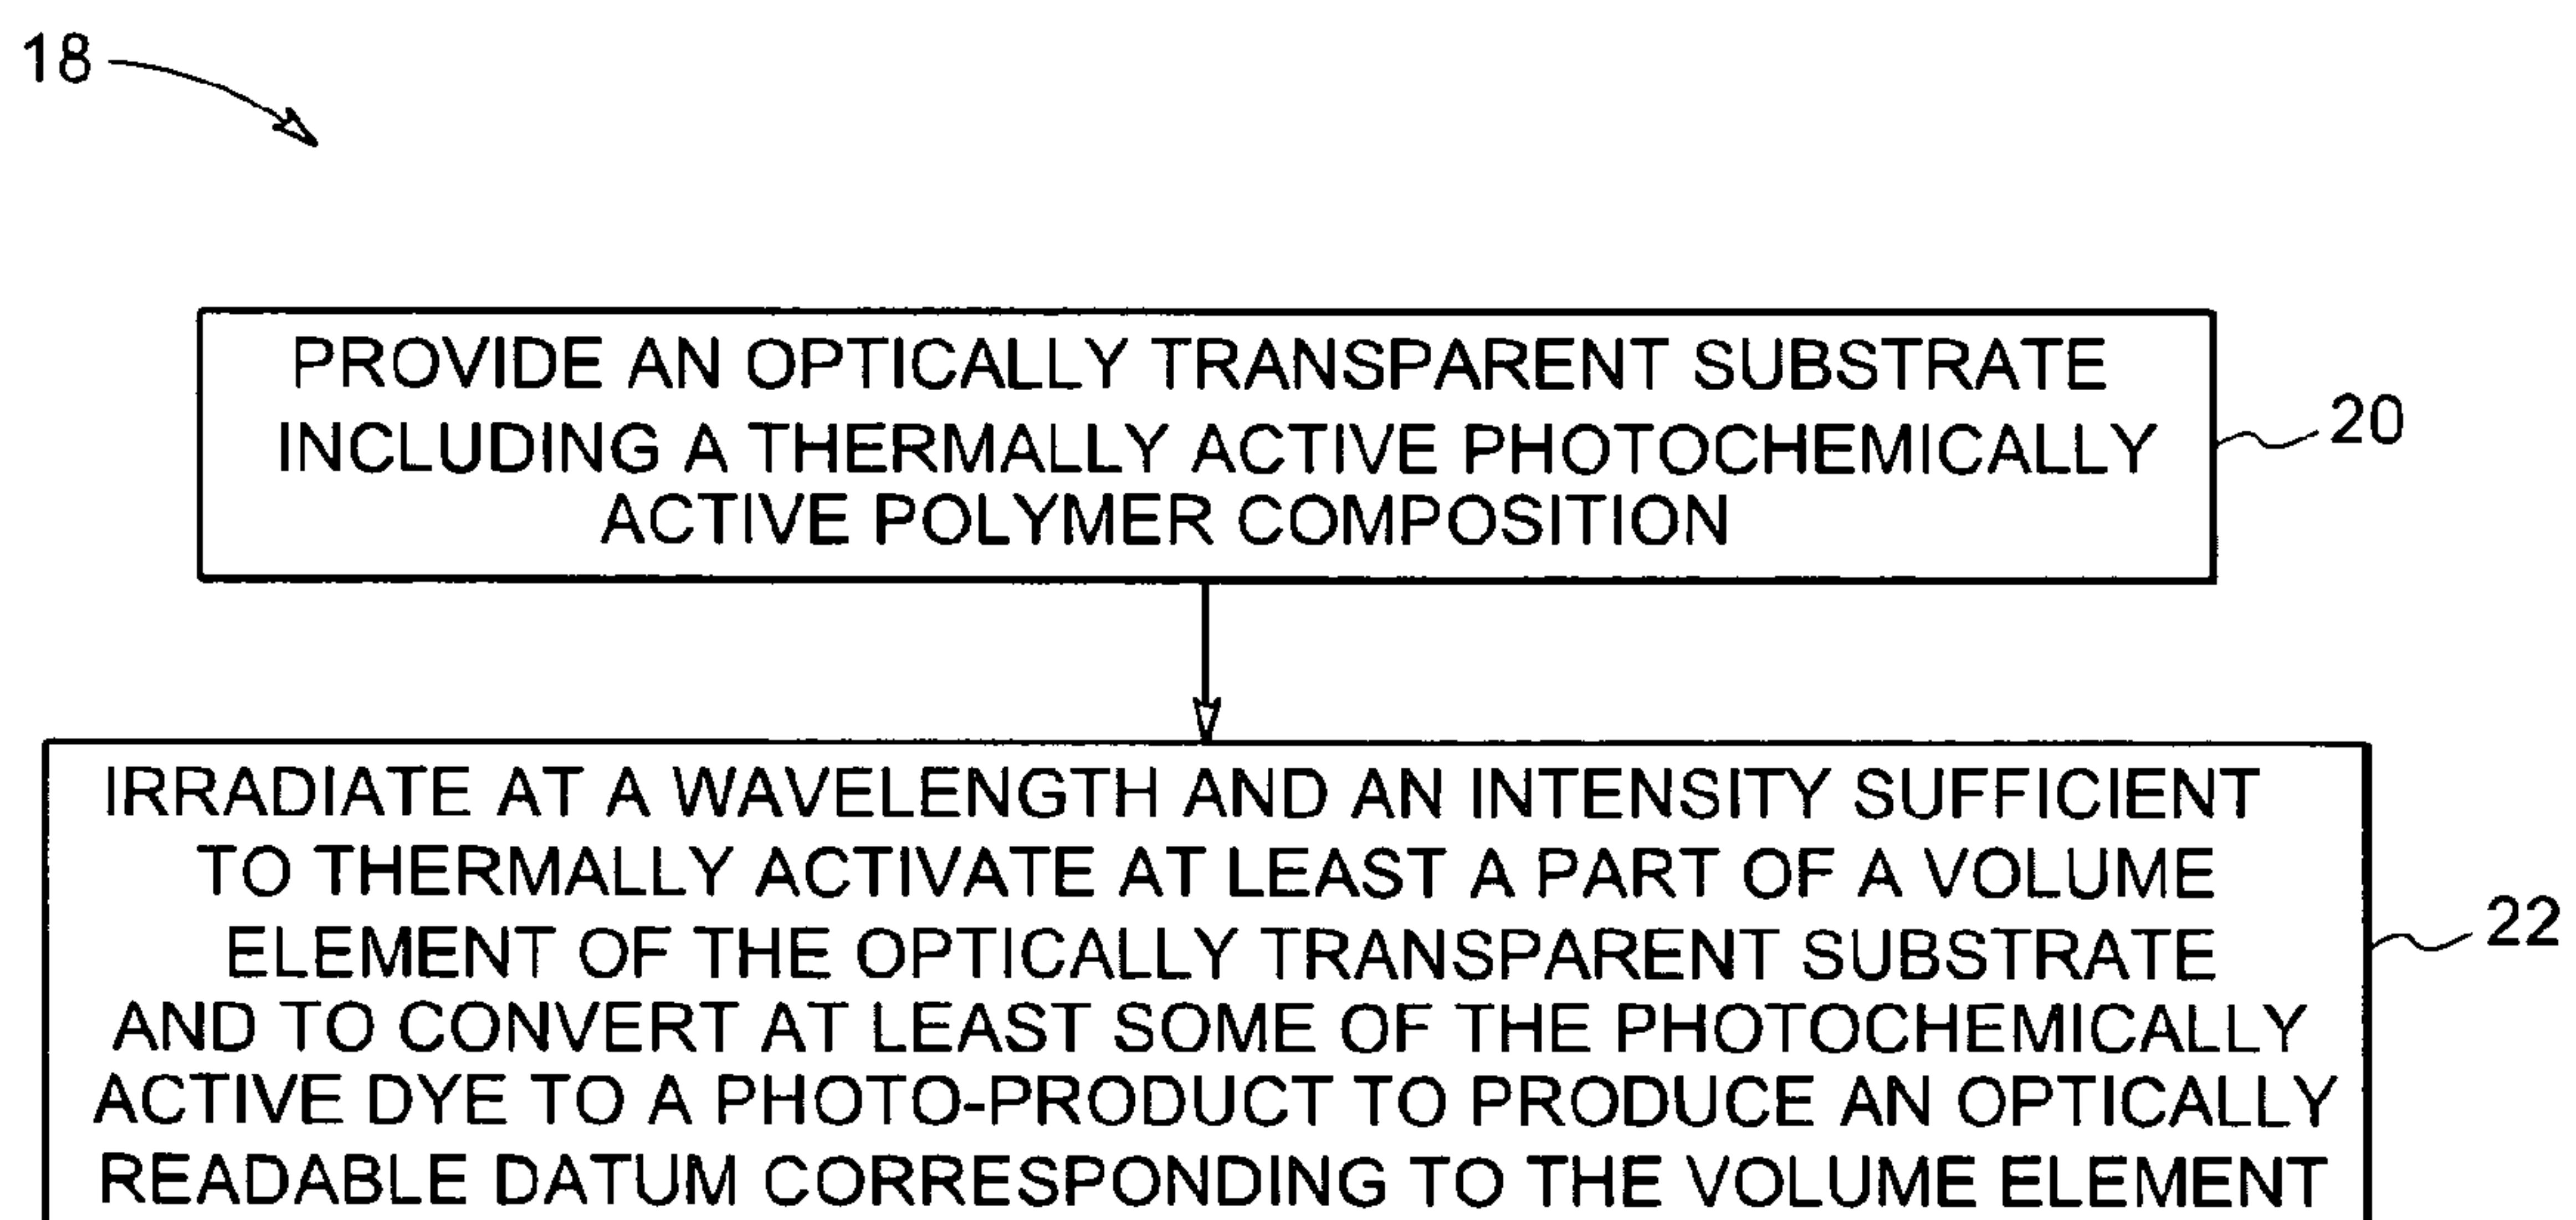 18
PROVIDE AN OPTICALLY TRANSPARENT SUBSTRATE
INCLUDING A THERMALLY ACTIVE PHOTOCHEMICALLY
ACTIVE POLYMER COMPOSITION
20
IRRADIATE AT A WAVELENGTH AND AN INTENSITY SUFFICIENT
TO THERMALLY ACTIVATE AT LEAST A PART OF A VOLUME
ELEMENT OF THE OPTICALLY TRANSPARENT SUBSTRATE
AND TO CONVERT AT LEAST SOME OF THE PHOTOCHEMICALLY
ACTIVE DYE TO A PHOTO-PRODUCT TO PRODUCE AN OPTICALLY
READABLE DATUM CORRESPONDING TO THE VOLUME ELEMENT
22